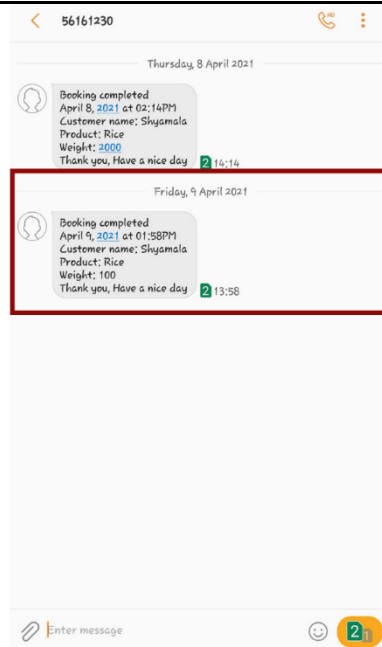 56161230
HD
Thursday, 8 April 2021
Booking completed
April 8, 2021 at 02:14PM
Customer name: Shyamala
Product: Rice
Weight: 2000
Thank you, Have a nice day
2 14:14
Friday, 9 April 2021
Booking completed
April 9, 2021 at 01:58PM
Customer name: Shyamala
Product: Rice
Weight: 100
Thank you, Have a nice day
2 13:58
Enter message
2 1